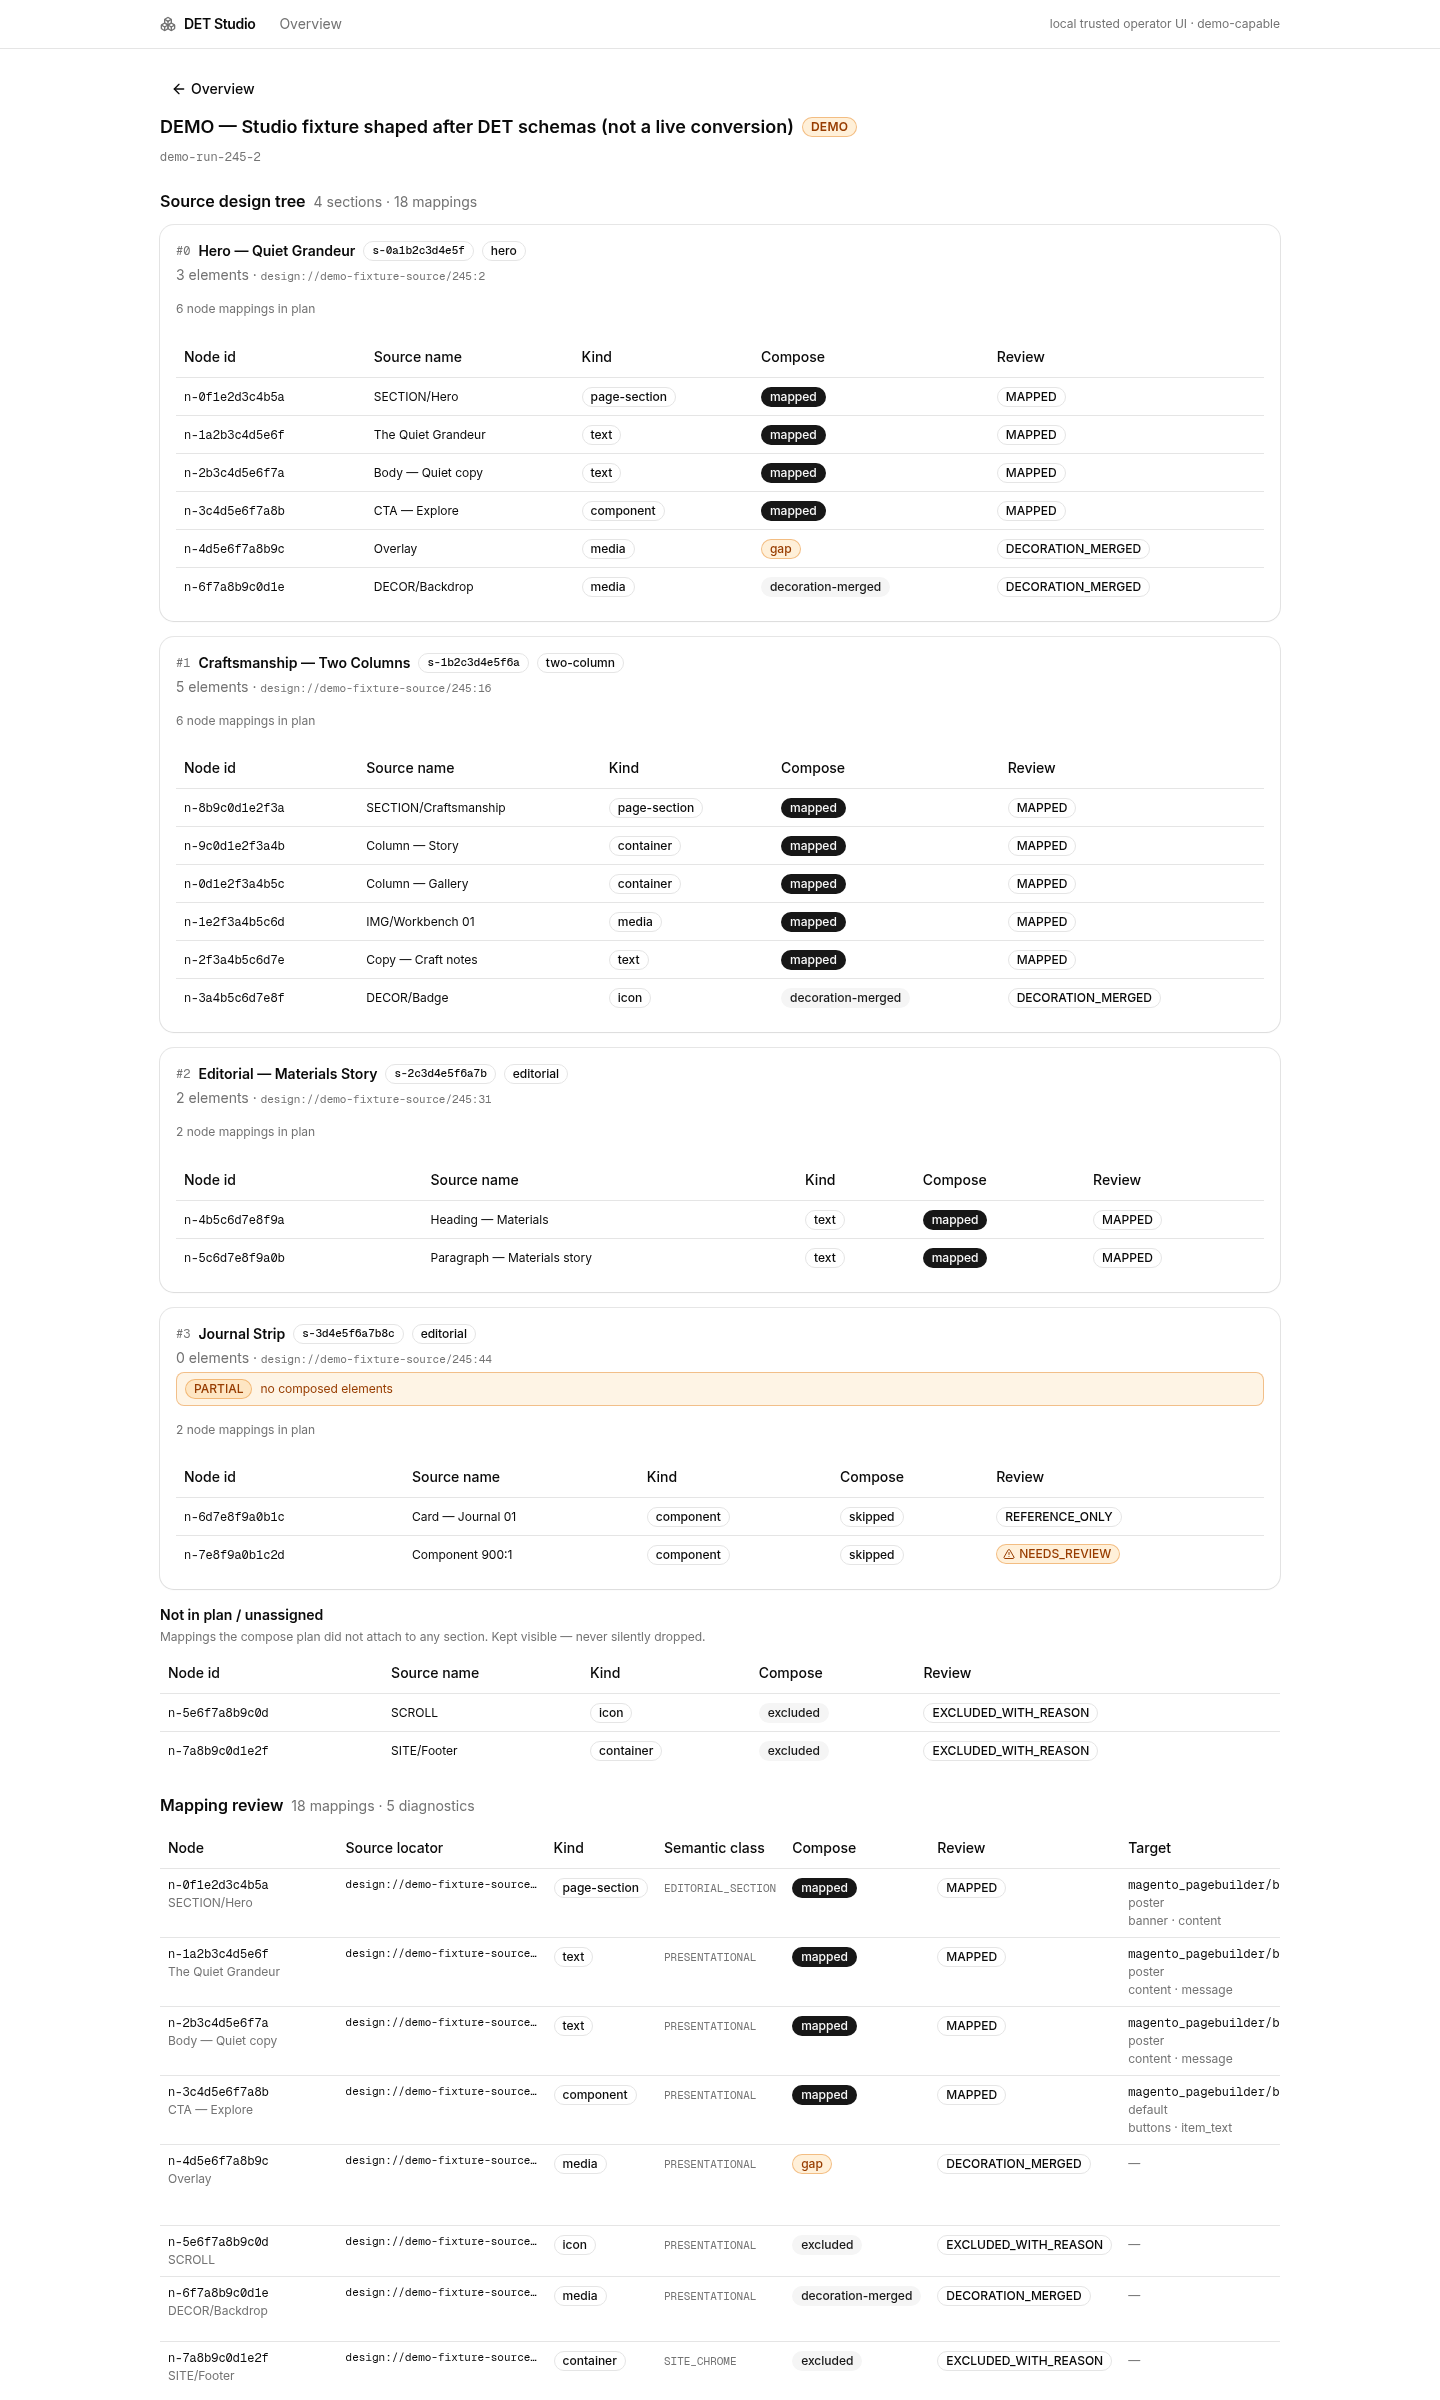 DET Studio Overview local trusted operator UI · demo-capable
← Overview
DEMO — Studio fixture shaped after DET schemas (not a live conversion) DEMO
demo-run-245-2
Source design tree 4 sections · 18 mappings
#0 Hero — Quiet Grandeur s-0a1b2c3d4e5f hero
3 elements · design://demo-fixture-source/245:2
6 node mappings in plan
Node id Source name Kind Compose Review
n-0f1e2d3c4b5a SECTION/Hero page-section mapped MAPPED
n-1a2b3c4d5e6f The Quiet Grandeur text mapped MAPPED
n-2b3c4d5e6f7a Body — Quiet copy text mapped MAPPED
n-3c4d5e6f7a8b CTA — Explore component mapped MAPPED
n-4d5e6f7a8b9c Overlay media gap DECORATION_MERGED
n-6f7a8b9c0d1e DECOR/Backdrop media decoration-merged DECORATION_MERGED
#1 Craftsmanship — Two Columns s-1b2c3d4e5f6a two-column
5 elements · design://demo-fixture-source/245:16
6 node mappings in plan
Node id Source name Kind Compose Review
n-8b9c0d1e2f3a SECTION/Craftsmanship page-section mapped MAPPED
n-9c0d1e2f3a4b Column — Story container mapped MAPPED
n-0d1e2f3a4b5c Column — Gallery container mapped MAPPED
n-1e2f3a4b5c6d IMG/Workbench 01 media mapped MAPPED
n-2f3a4b5c6d7e Copy — Craft notes text mapped MAPPED
n-3a4b5c6d7e8f DECOR/Badge icon decoration-merged DECORATION_MERGED
#2 Editorial — Materials Story s-2c3d4e5f6a7b editorial
2 elements · design://demo-fixture-source/245:31
2 node mappings in plan
Node id Source name Kind Compose Review
n-4b5c6d7e8f9a Heading — Materials text mapped MAPPED
n-5c6d7e8f9a0b Paragraph — Materials story text mapped MAPPED
#3 Journal Strip s-3d4e5f6a7b8c editorial
0 elements · design://demo-fixture-source/245:44
PARTIAL no composed elements
2 node mappings in plan
Node id Source name Kind Compose Review
n-6d7e8f9a0b1c Card — Journal 01 component skipped REFERENCE_ONLY
n-7e8f9a0b1c2d Component 900:1 component skipped NEEDS_REVIEW
Not in plan / unassigned
Mappings the compose plan did not attach to any section. Kept visible — never silently dropped.
Node id Source name Kind Compose Review
n-5e6f7a8b9c0d SCROLL icon excluded EXCLUDED_WITH_REASON
n-7a8b9c0d1e2f SITE/Footer container excluded EXCLUDED_WITH_REASON
Mapping review 18 mappings · 5 diagnostics
Node Source locator Kind Semantic class Compose Review Target
n-0f1e2d3c4b5a design://demo-fixture-source… page-section EDITORIAL_SECTION mapped MAPPED magento_pagebuilder/b
SECTION/Hero poster
banner · content
n-1a2b3c4d5e6f design://demo-fixture-source… text PRESENTATIONAL mapped MAPPED magento_pagebuilder/b
The Quiet Grandeur poster
content · message
n-2b3c4d5e6f7a design://demo-fixture-source… text PRESENTATIONAL mapped MAPPED magento_pagebuilder/b
Body — Quiet copy poster
content · message
n-3c4d5e6f7a8b design://demo-fixture-source… component PRESENTATIONAL mapped MAPPED magento_pagebuilder/b
CTA — Explore default
buttons · item_text
n-4d5e6f7a8b9c design://demo-fixture-source… media PRESENTATIONAL gap DECORATION_MERGED —
Overlay
n-5e6f7a8b9c0d design://demo-fixture-source… icon PRESENTATIONAL excluded EXCLUDED_WITH_REASON —
SCROLL
n-6f7a8b9c0d1e design://demo-fixture-source… media PRESENTATIONAL decoration-merged DECORATION_MERGED —
DECOR/Backdrop
n-7a8b9c0d1e2f design://demo-fixture-source… container SITE_CHROME excluded EXCLUDED_WITH_REASON —
SITE/Footer